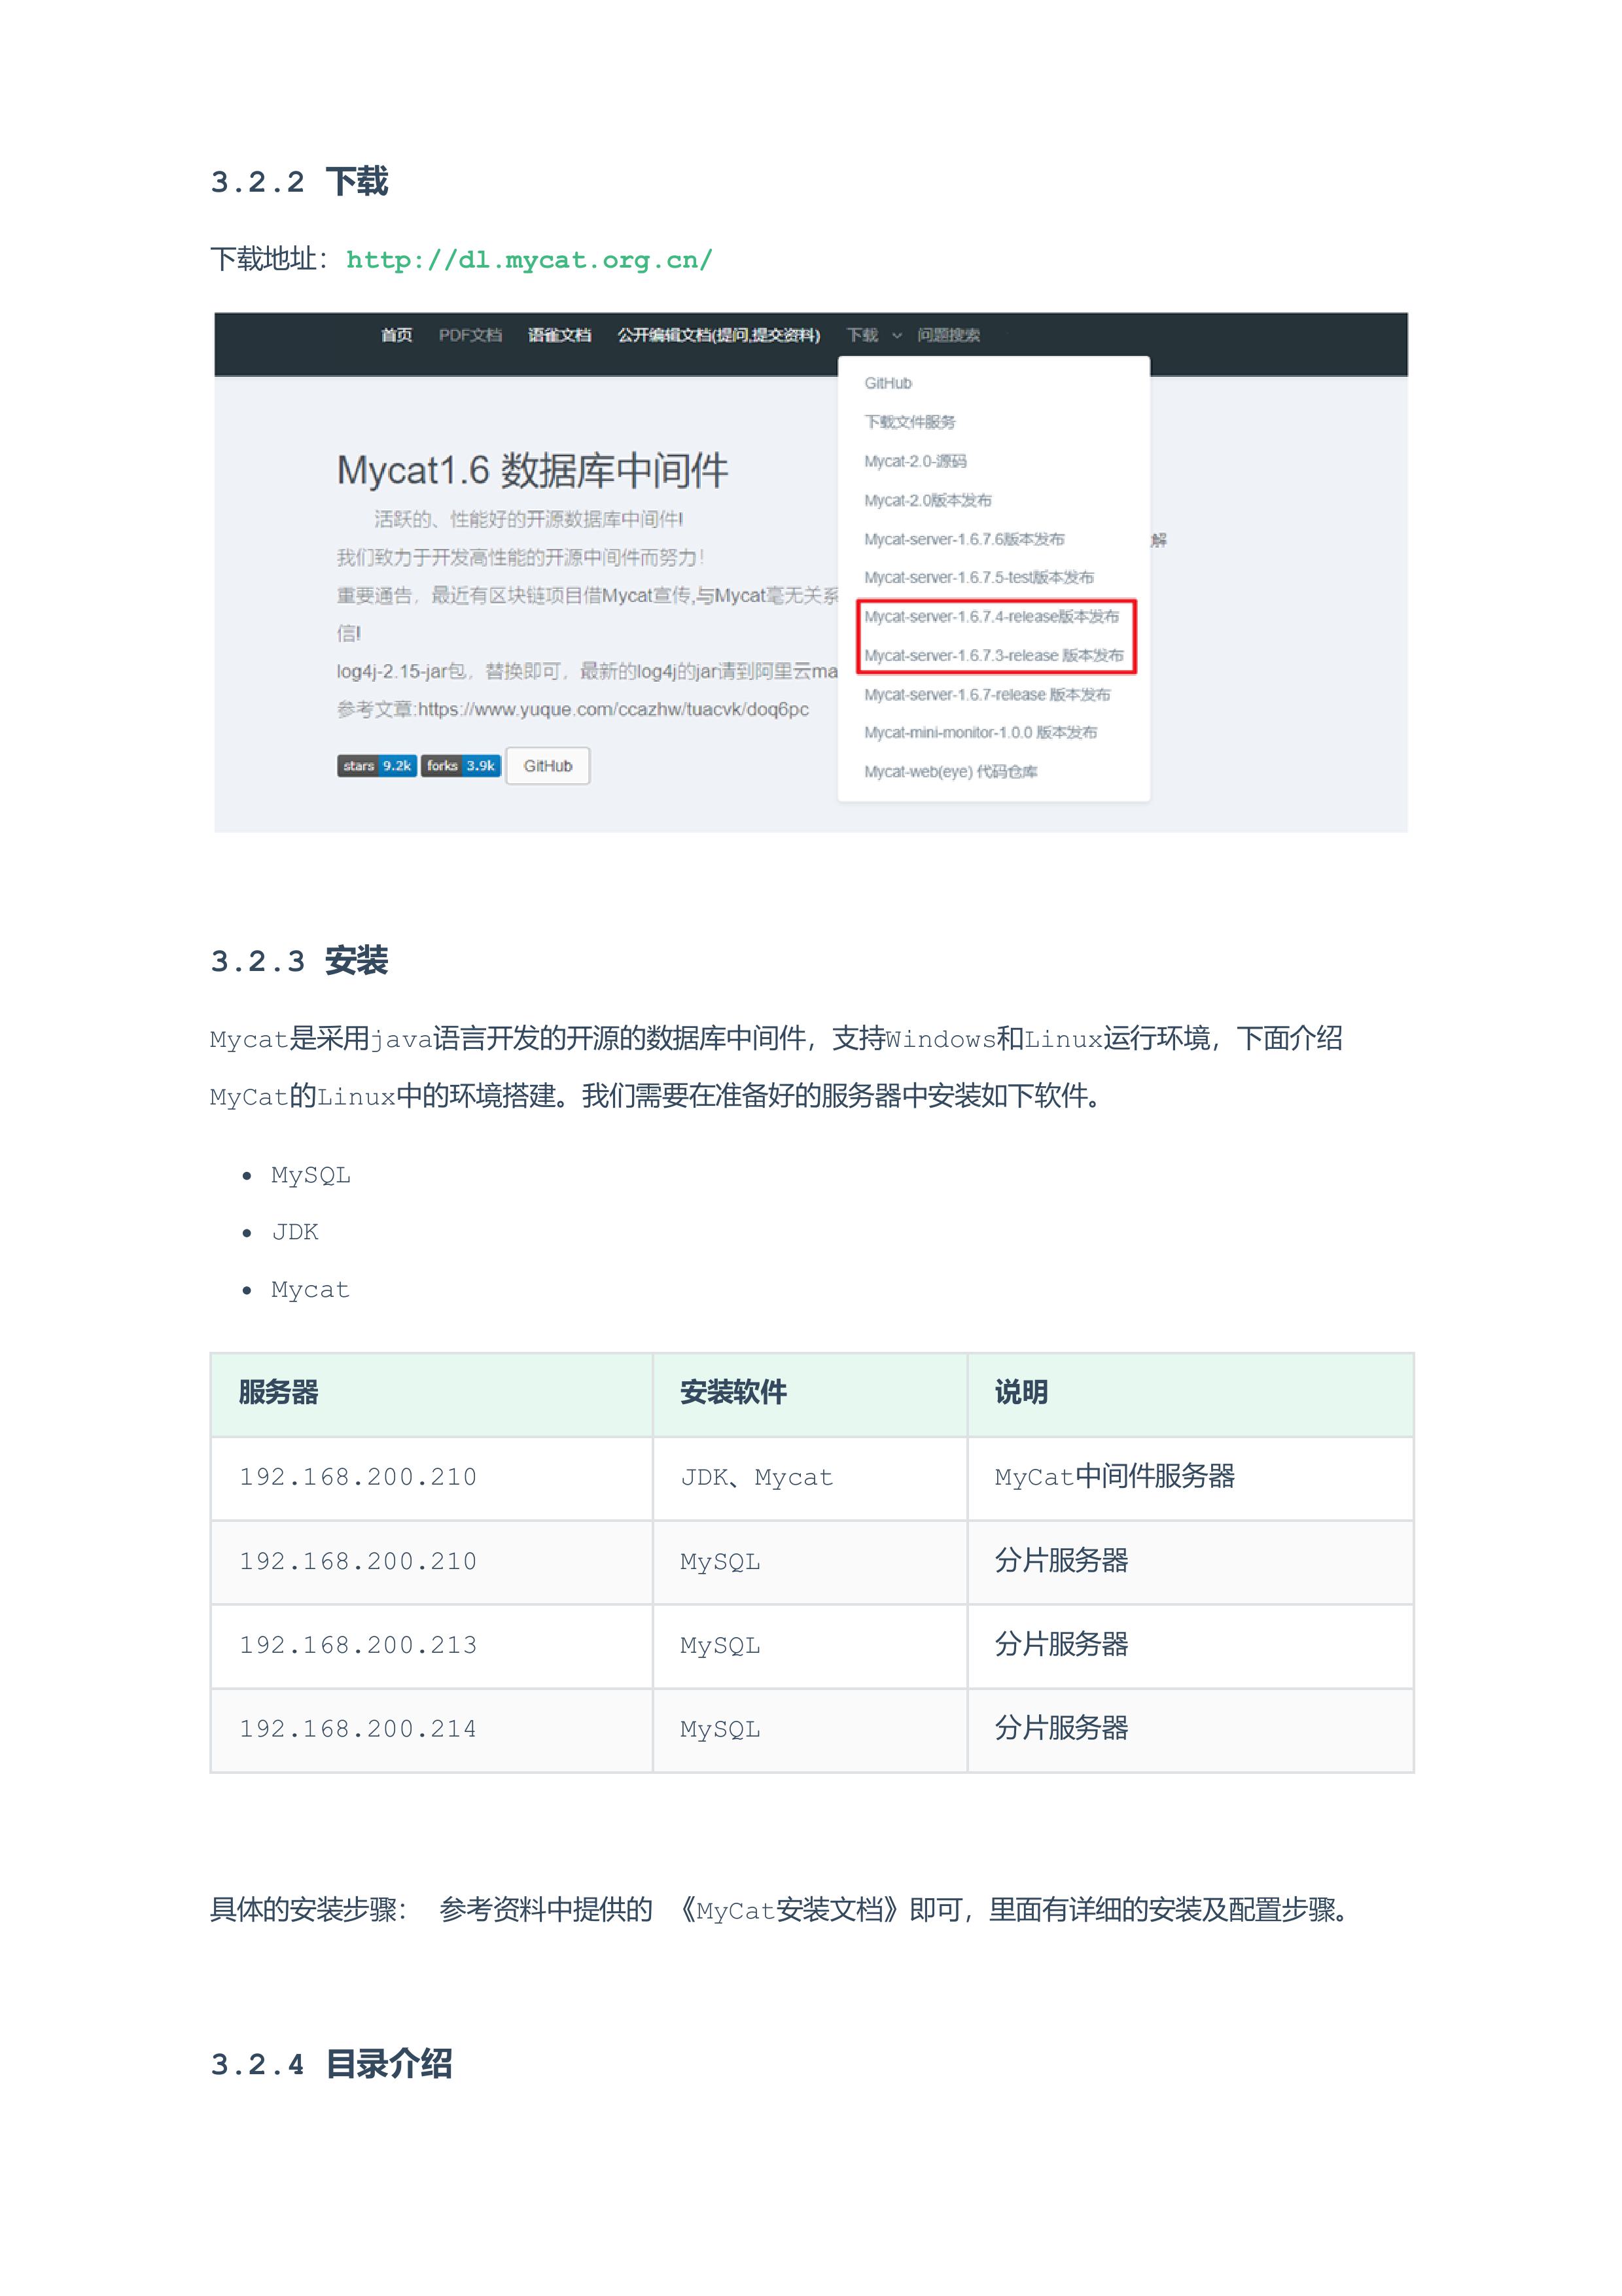 3.2.2 下载
下载地址：http://dl.mycat.org.cn/
首页 PDF文档 语雀文档 公开编辑文档(提问,提交资料) 下载 问题搜索
GitHub
下载文件服务
Mycat-2.0-源码
Mycat-2.0版本发布
Mycat-server-1.6.7.6版本发布
Mycat-server-1.6.7.5-test版本发布
Mycat-server-1.6.7.4-release版本发布
Mycat-server-1.6.7.3-release 版本发布
Mycat-server-1.6.7-release 版本发布
Mycat-mini-monitor-1.0.0 版本发布
Mycat-web(eye) 代码仓库
Mycat1.6 数据库中间件
活跃的、性能好的开源数据库中间件!
我们致力于开发高性能的开源中间件而努力！
解
重要通告，最近有区块链项目借Mycat宣传,与Mycat毫无关系
信!
log4j-2.15-jar包，替换即可，最新的log4j的jar请到阿里云ma
参考文章:https://www.yuque.com/ccazhw/tuacvk/doq6pc
stars 9.2k forks 3.9k GitHub
3.2.3 安装
Mycat是采用java语言开发的开源的数据库中间件，支持Windows和Linux运行环境，下面介绍
MyCat的Linux中的环境搭建。我们需要在准备好的服务器中安装如下软件。
• MySQL
• JDK
• Mycat
服务器 安装软件 说明
192.168.200.210 JDK、Mycat MyCat中间件服务器
192.168.200.210 MySQL 分片服务器
192.168.200.213 MySQL 分片服务器
192.168.200.214 MySQL 分片服务器
具体的安装步骤： 参考资料中提供的 《MyCat安装文档》即可，里面有详细的安装及配置步骤。
3.2.4 目录介绍